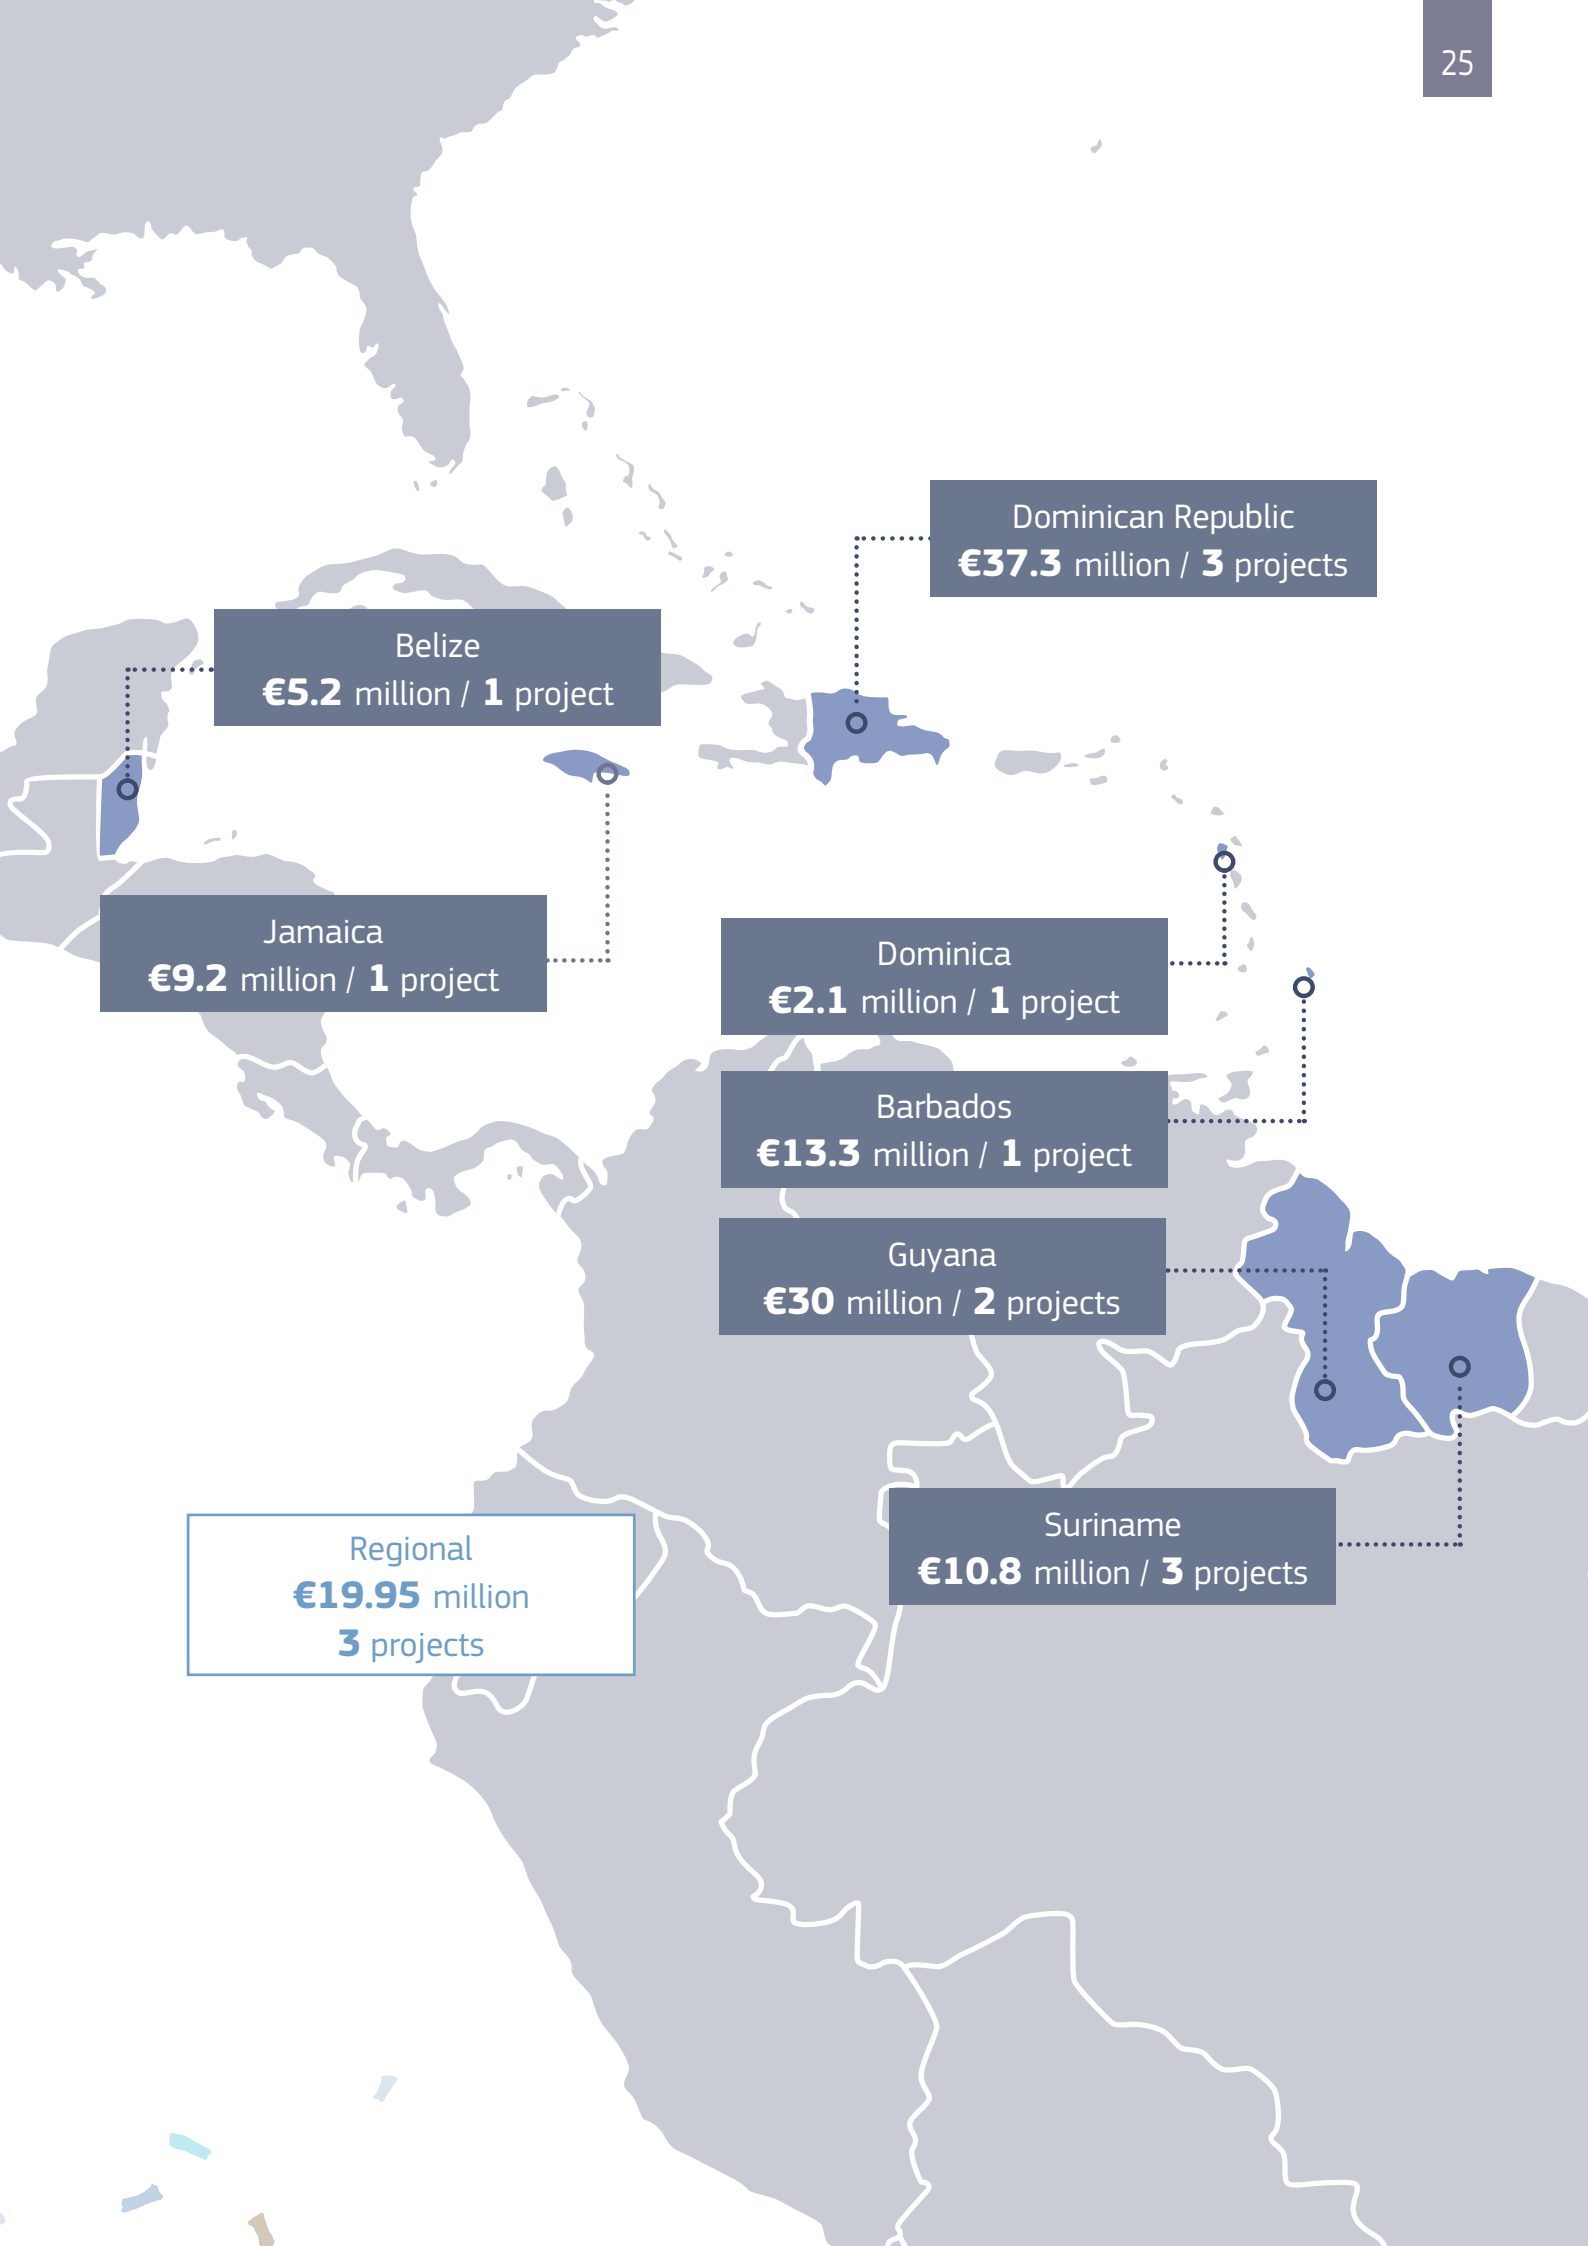 25
Dominican Republic
€37.3 million / 3 projects
Belize
€5.2 million / 1 project
Jamaica
€9.2 million / 1 project
Dominica
€2.1 million / 1 project
Barbados
€13.3 million / 1 project
Guyana
€30 million / 2 projects
Suriname
€10.8 million / 3 projects
Regional
€19.95 million
3 projects